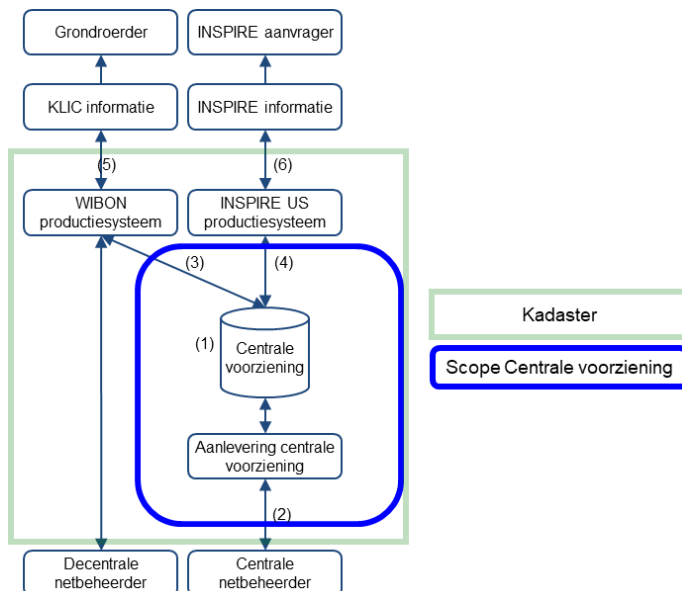 Grondroerder
INSPIRE aanvrager
KLIC informatie
INSPIRE informatie
(5)
(6)
WIBON
productiesysteem
INSPIRE US
productiesysteem
(3)
(4)
(1)
Centrale
voorziening
Aanlevering centrale
voorziening
(2)
Decentrale
netbeheerder
Centrale
netbeheerder
Kadaster
Scope Centrale voorziening